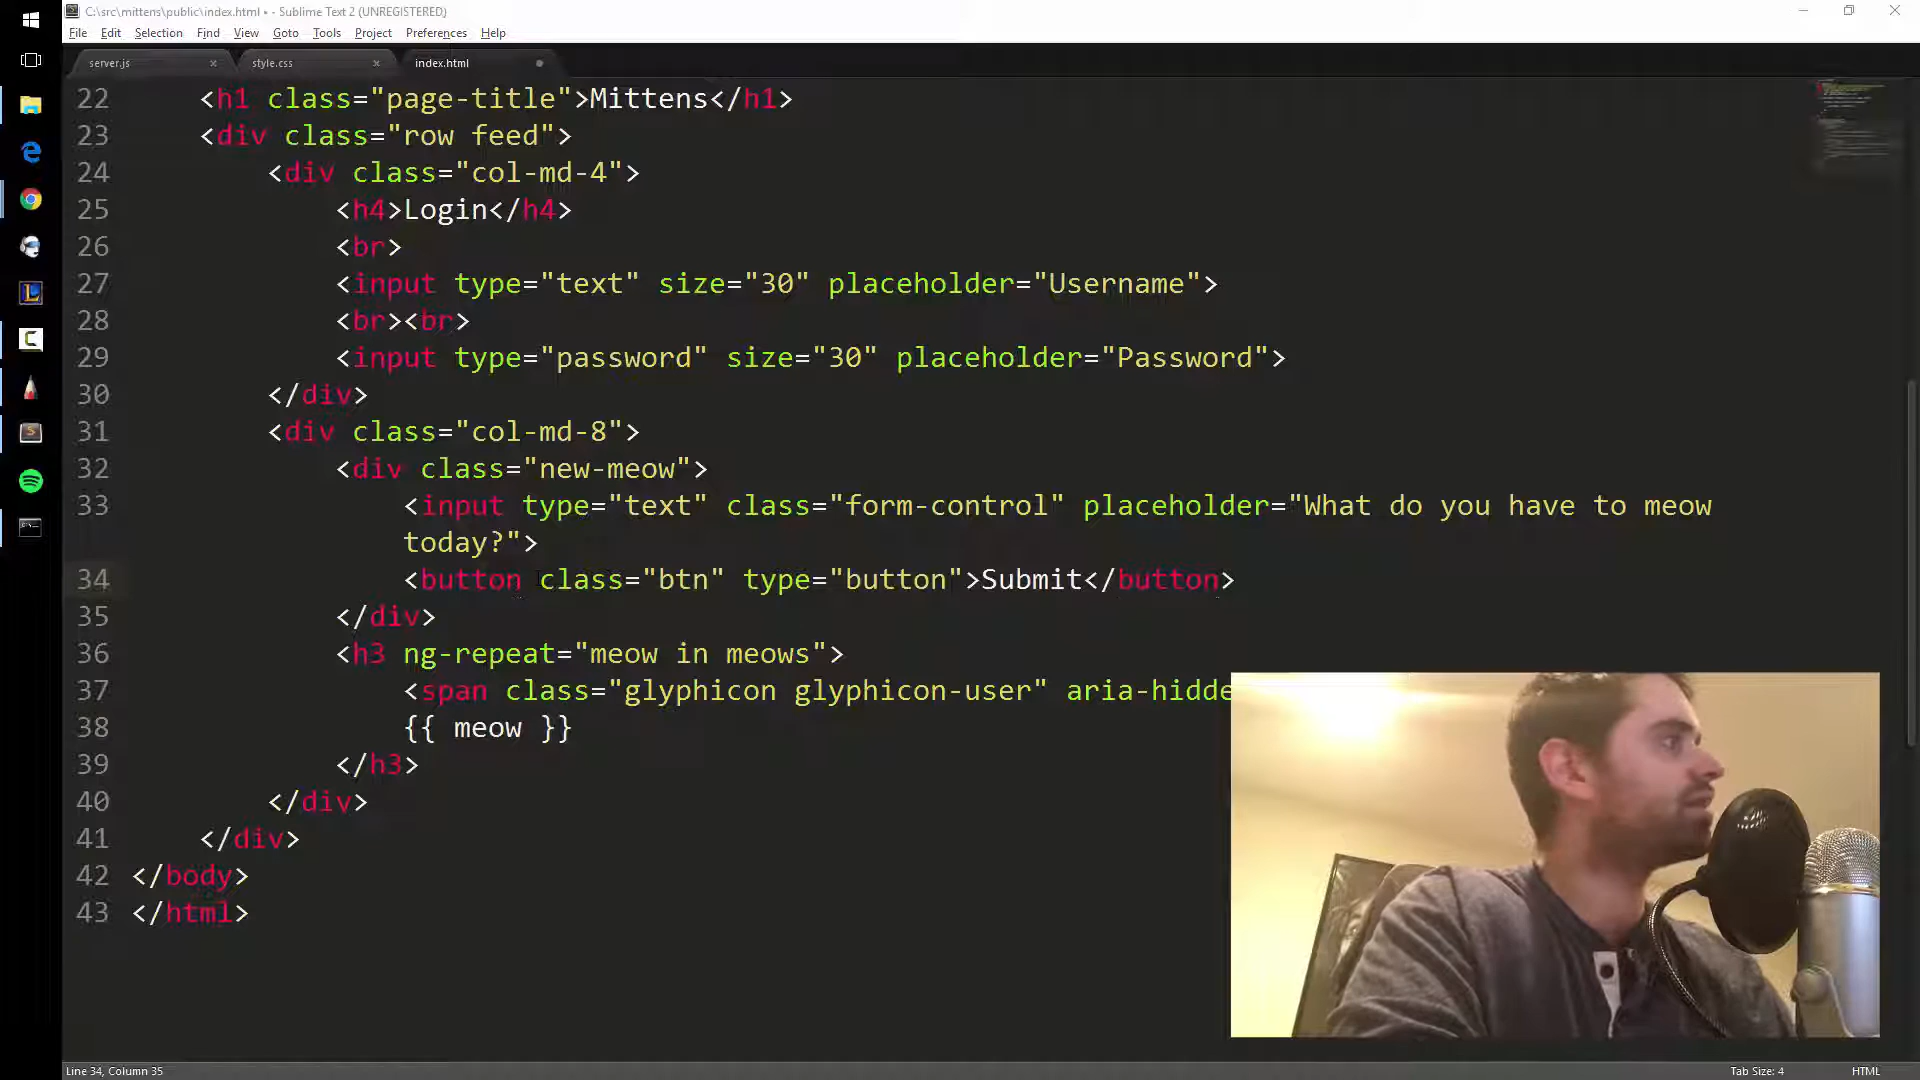 C:\src\mittens\public\index.html • - Sublime Text 2 (UNREGISTERED)
File Edit Selection Find View Goto Tools Project Preferences Help
server.js × style.css × index.html
22 <h1 class="page-title">Mittens</h1>
23 <div class="row feed">
24 <div class="col-md-4">
25 <h4>Login</h4>
26 <br>
27 <input type="text" size="30" placeholder="Username">
28 <br><br>
29 <input type="password" size="30" placeholder="Password">
30 </div>
31 <div class="col-md-8">
32 <div class="new-meow">
33 <input type="text" class="form-control" placeholder="What do you have to meow
today?">
34 <button class="btn" type="button">Submit</button>
35 </div>
36 <h3 ng-repeat="meow in meows">
37 <span class="glyphicon glyphicon-user" aria-hidde
38 {{ meow }}
39 </h3>
40 </div>
41 </div>
42 </body>
43 </html>
Line 34, Column 35 Tab Size: 4 HTML